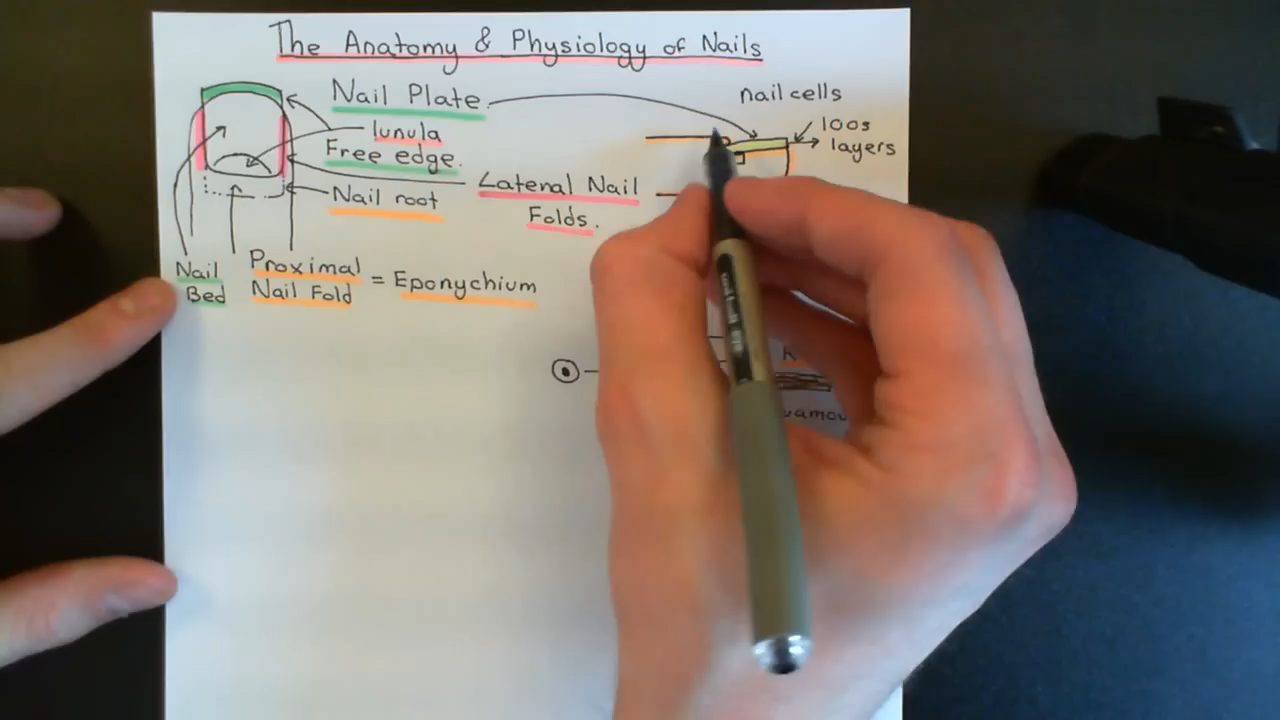 The Anatomy & Physiology of Nails
Nail Plate.
lunula
Free edge.
Lateral Nail
Folds.
Nail root
Nail
Bed
Proximal
Nail Fold
= Eponychium
nail cells
100s
layers